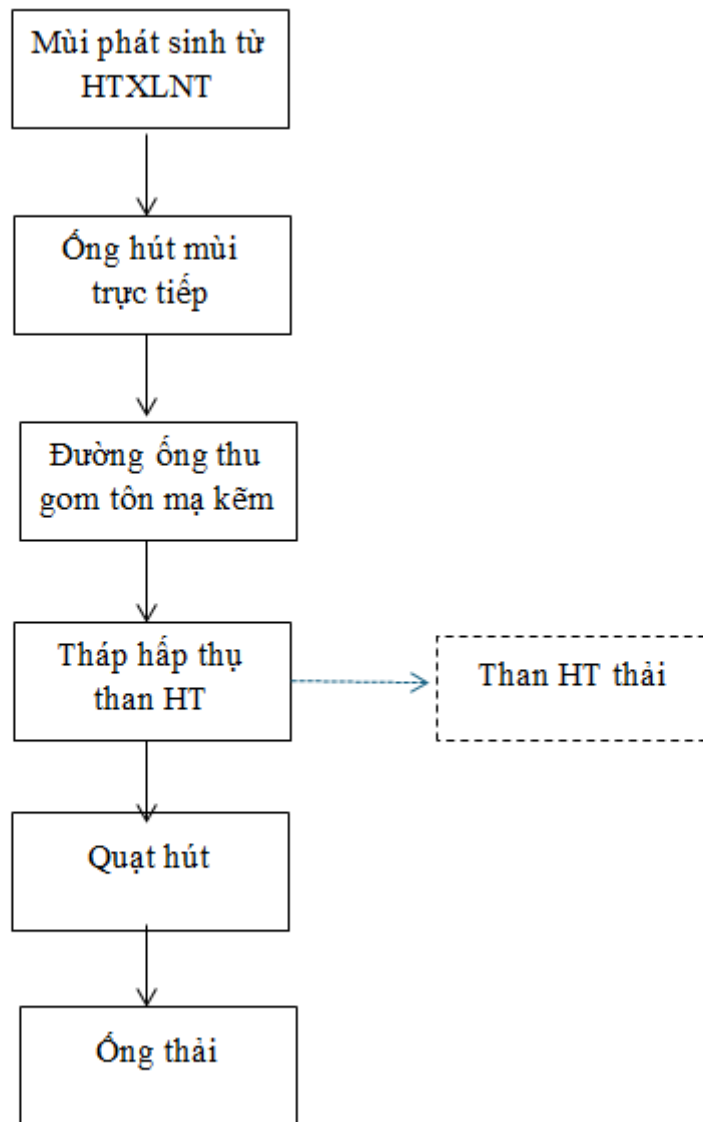 Mùi phát sinh từ
HTXLNT
Ống hút mùi
trực tiếp
Đường ống thu
gom tôn mạ kẽm
Tháp hấp thụ
than HT
Than HT thải
Quạt hút
Ống thải